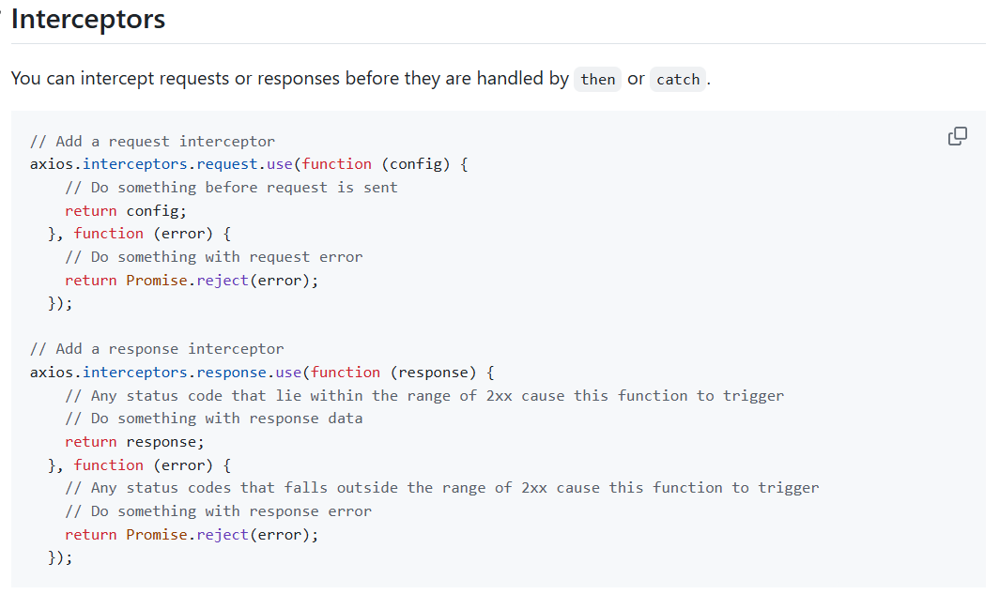 Interceptors
You can intercept requests or responses before they are handled by then or catch.
// Add a request interceptor
axios.interceptors.request.use(function (config) {
    // Do something before request is sent
    return config;
  }, function (error) {
    // Do something with request error
    return Promise.reject(error);
  });

// Add a response interceptor
axios.interceptors.response.use(function (response) {
    // Any status code that lie within the range of 2xx cause this function to trigger
    // Do something with response data
    return response;
  }, function (error) {
    // Any status codes that falls outside the range of 2xx cause this function to trigger
    // Do something with response error
    return Promise.reject(error);
  });